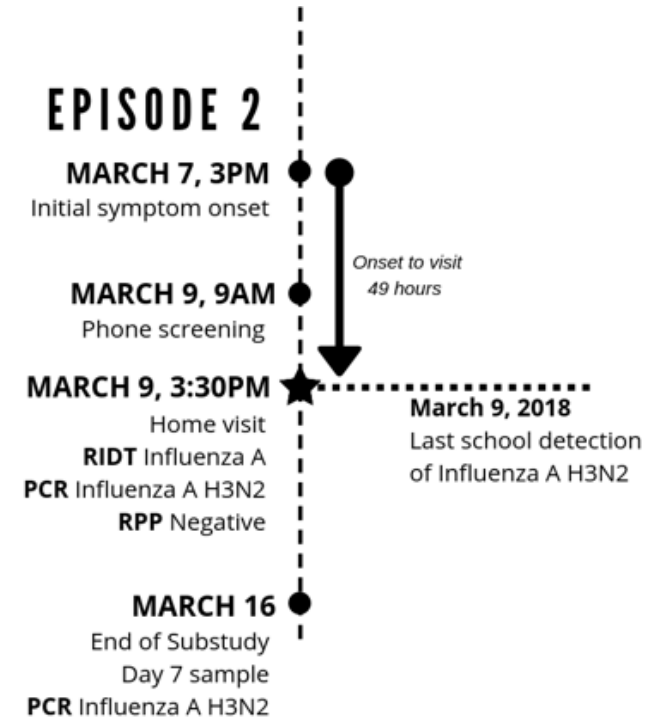 EPISODE 2
MARCH 7, 3PM
Initial symptom onset
Onset to visit
49 hours
MARCH 9, 9AM
Phone screening
MARCH 9, 3:30PM
Home visit
RIDT Influenza A
PCR Influenza A H3N2
RPP Negative
March 9, 2018
Last school detection
of Influenza A H3N2
MARCH 16
End of Substudy
Day 7 sample
PCR Influenza A H3N2